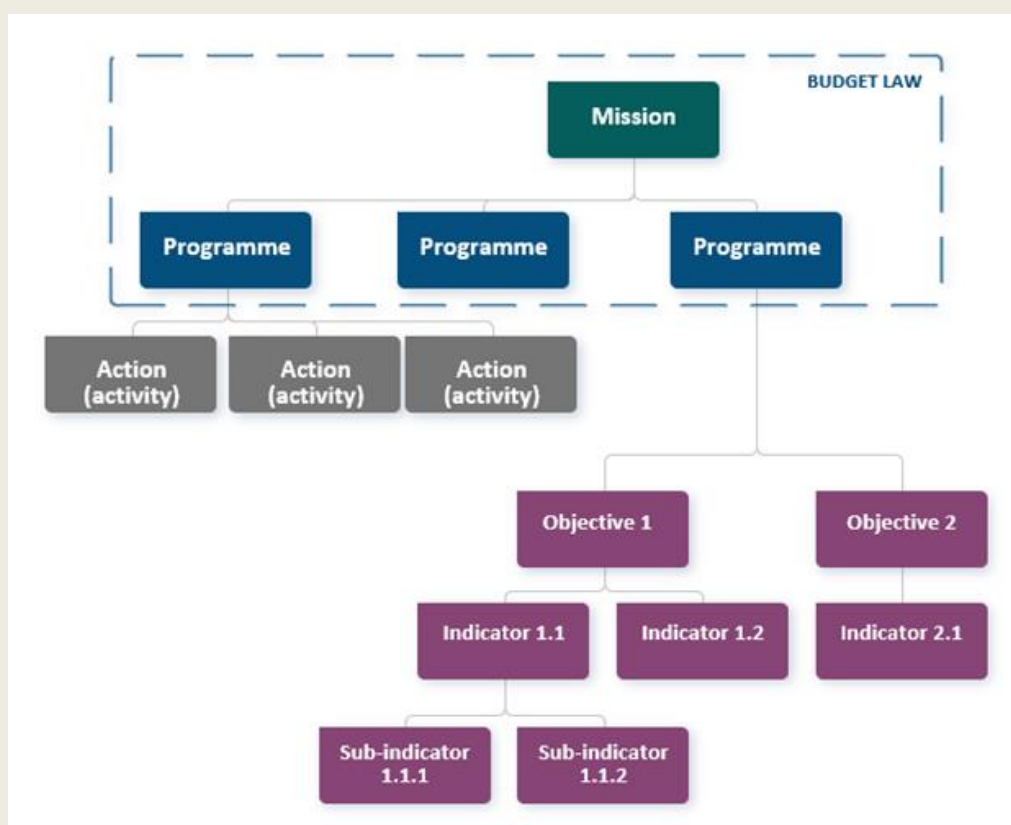 BUDGET LAW
Mission
Programme
Programme
Programme
Action
(activity)
Action
(activity)
Action
(activity)
Objective 1
Objective 2
Indicator 1.1
Indicator 1.2
Indicator 2.1
Sub-indicator
1.1.1
Sub-indicator
1.1.2